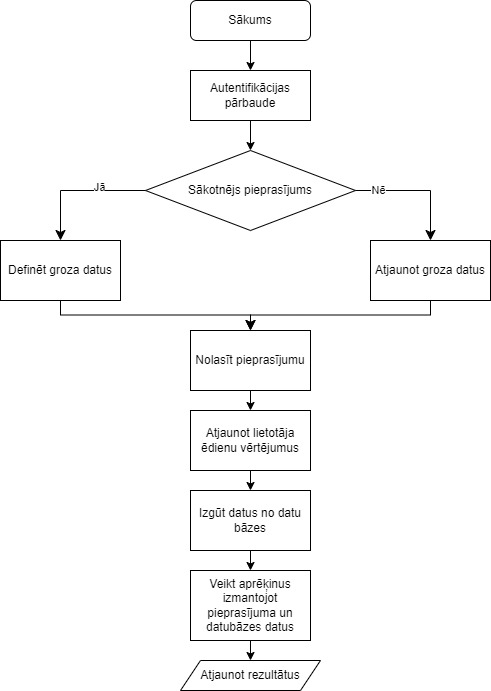 Sākums
Autentifikācijas
pārbaude
Sākotnējs pieprasījums
Jā
Nē
Definēt groza datus
Atjaunot groza datus
Nolasīt pieprasījumu
Atjaunot lietotāja
ēdienu vērtējumus
Izgūt datus no datu
bāzes
Veikt aprēķinus
izmantojot
pieprasījuma un
datubāzes datus
Atjaunot rezultātus